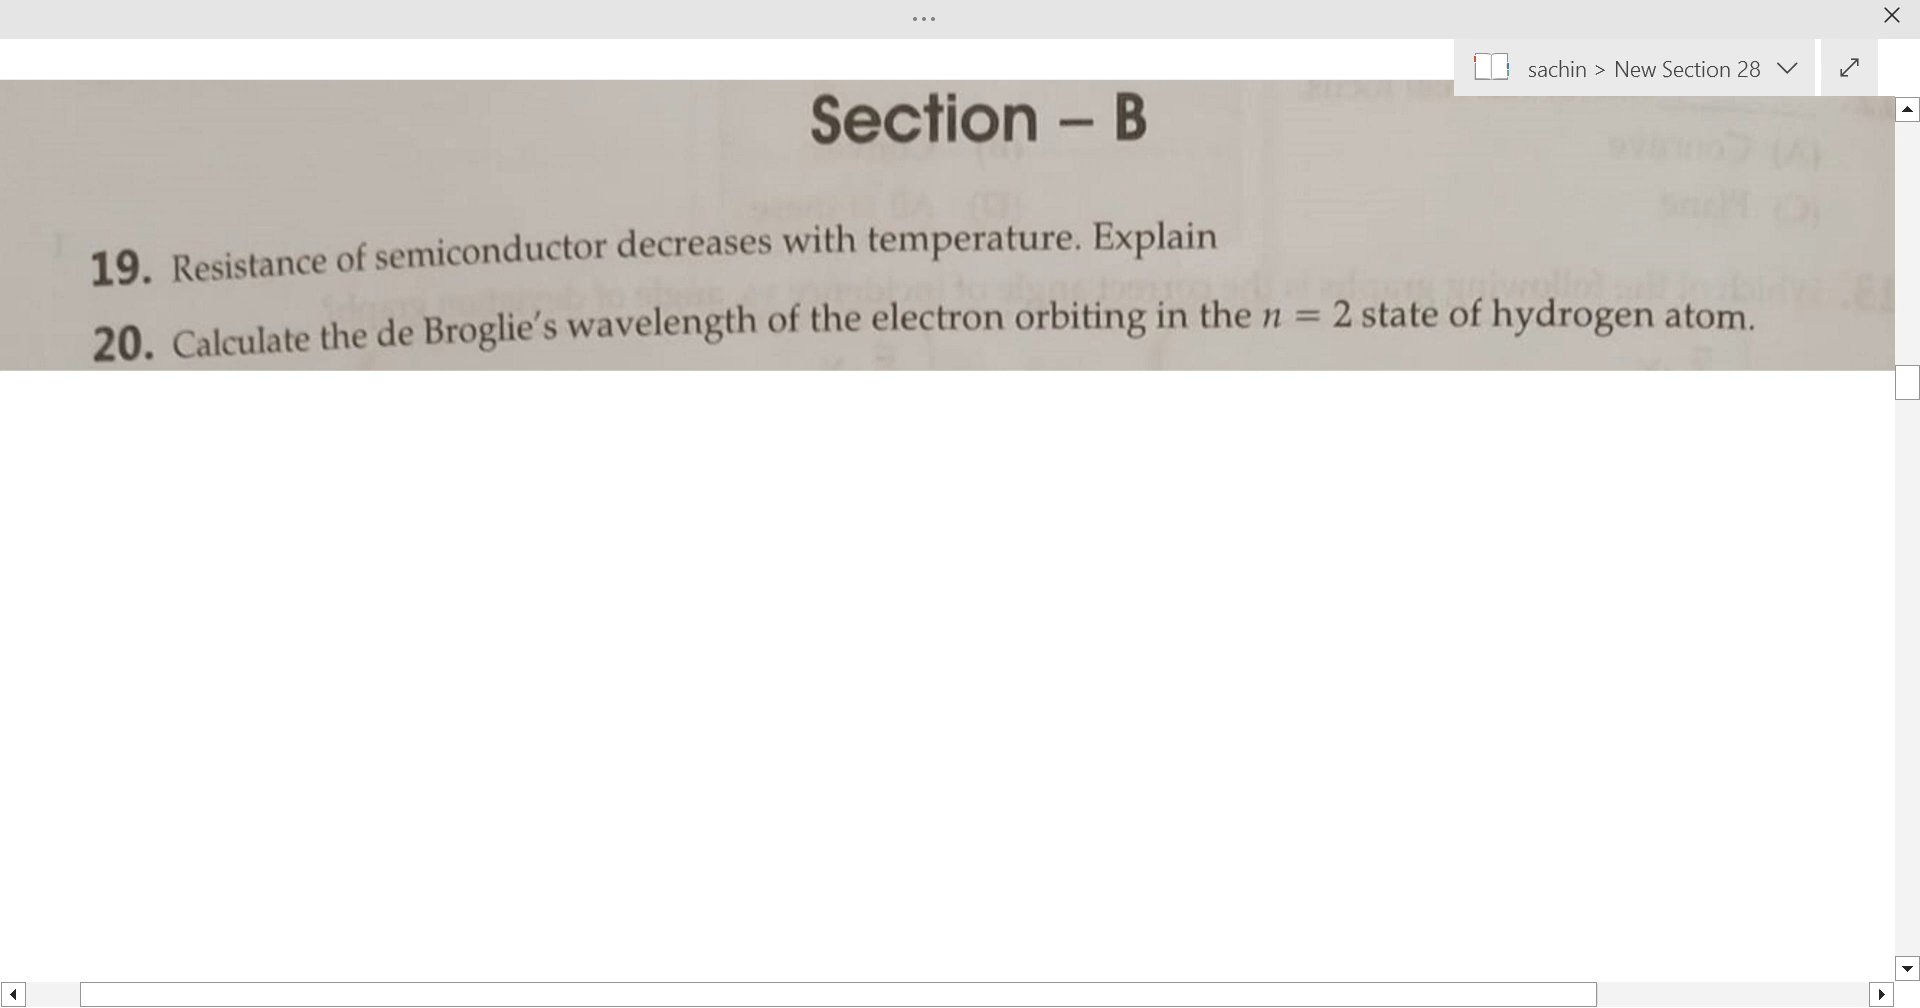 ...
sachin > New Section 28
Section – B
19. Resistance of semiconductor decreases with temperature. Explain
20. Calculate the de Broglie's wavelength of the electron orbiting in the n = 2 state of hydrogen atom.